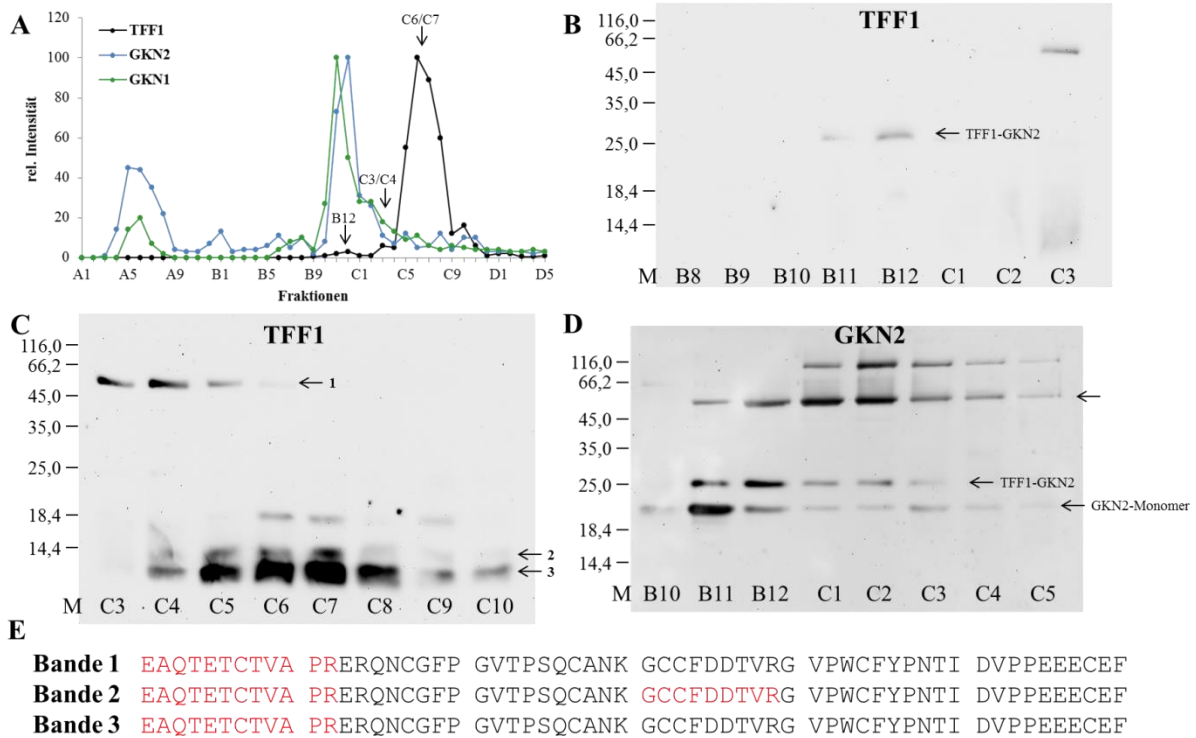 A
120
100
80
60
40
20
0
rel. Intensität
TFF1
GKN2
GKN1
C6/C7
C3/C4
B12
A1 A5 A9 B1 B5 B9 C1 C5 C9 D1 D5
Fraktionen
B
TFF1
116,0
66,2
45,0
35,0
25,0
18,4
14,4
TFF1-GKN2
M B8 B9 B10 B11 B12 C1 C2 C3
C
TFF1
116,0
66,2
45,0
35,0
25,0
18,4
14,4
1
2
3
M C3 C4 C5 C6 C7 C8 C9 C10
D
GKN2
116,0
66,2
45,0
35,0
25,0
18,4
14,4
TFF1-GKN2
GKN2-Monomer
M B10 B11 B12 C1 C2 C3 C4 C5
E
Bande 1 EAQTETCTVA PRERQNCGFP GVTPSQCANK GCCFDDTVRG VPWCFYPNTI DVPPEEECEF
Bande 2 EAQTETCTVA PRERQNCGFP GVTPSQCANK GCCFDDTVRG VPWCFYPNTI DVPPEEECEF
Bande 3 EAQTETCTVA PRERQNCGFP GVTPSQCANK GCCFDDTVRG VPWCFYPNTI DVPPEEECEF